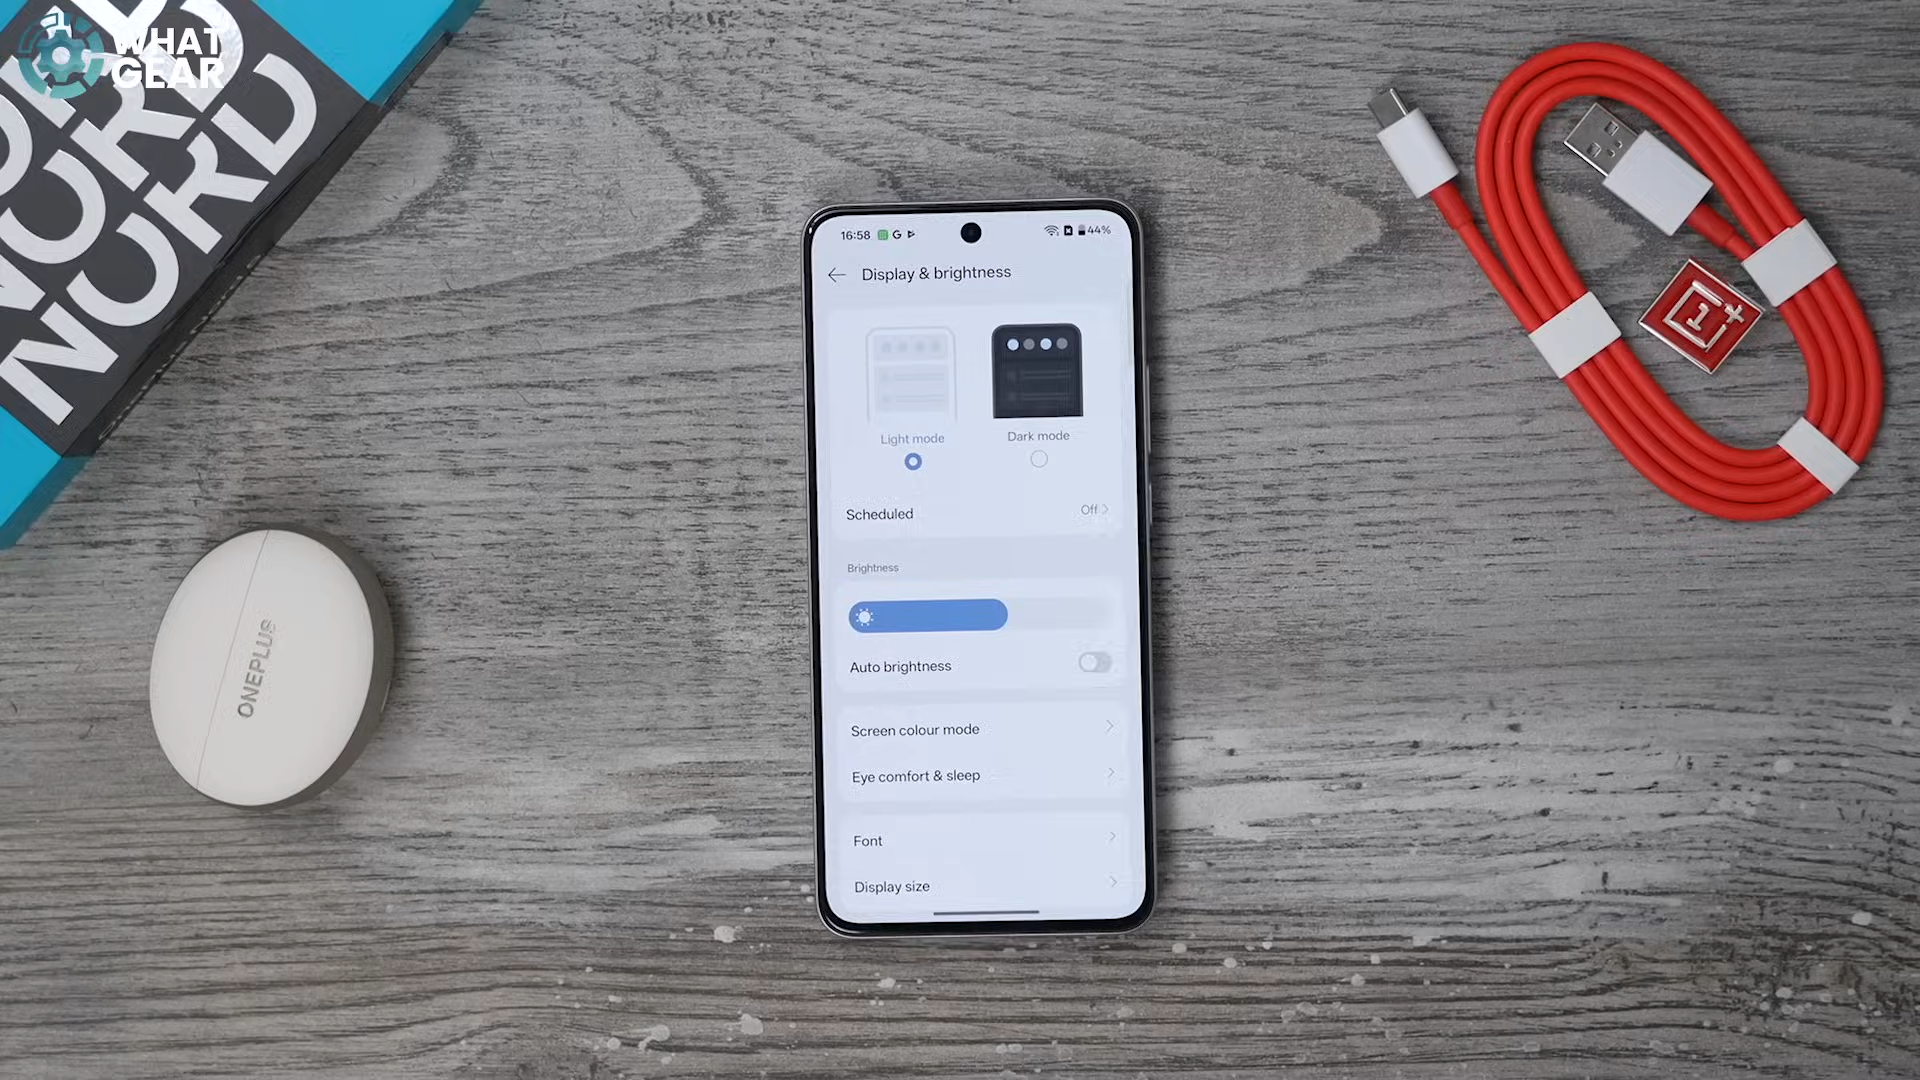 WHAT
GEAR
NORD
NORD
16:58
G
44%
Display & brightness
Light mode
Dark mode
Scheduled
Off
Brightness
Auto brightness
Screen colour mode
Eye comfort & sleep
Font
Display size
ONEPLUS
1+